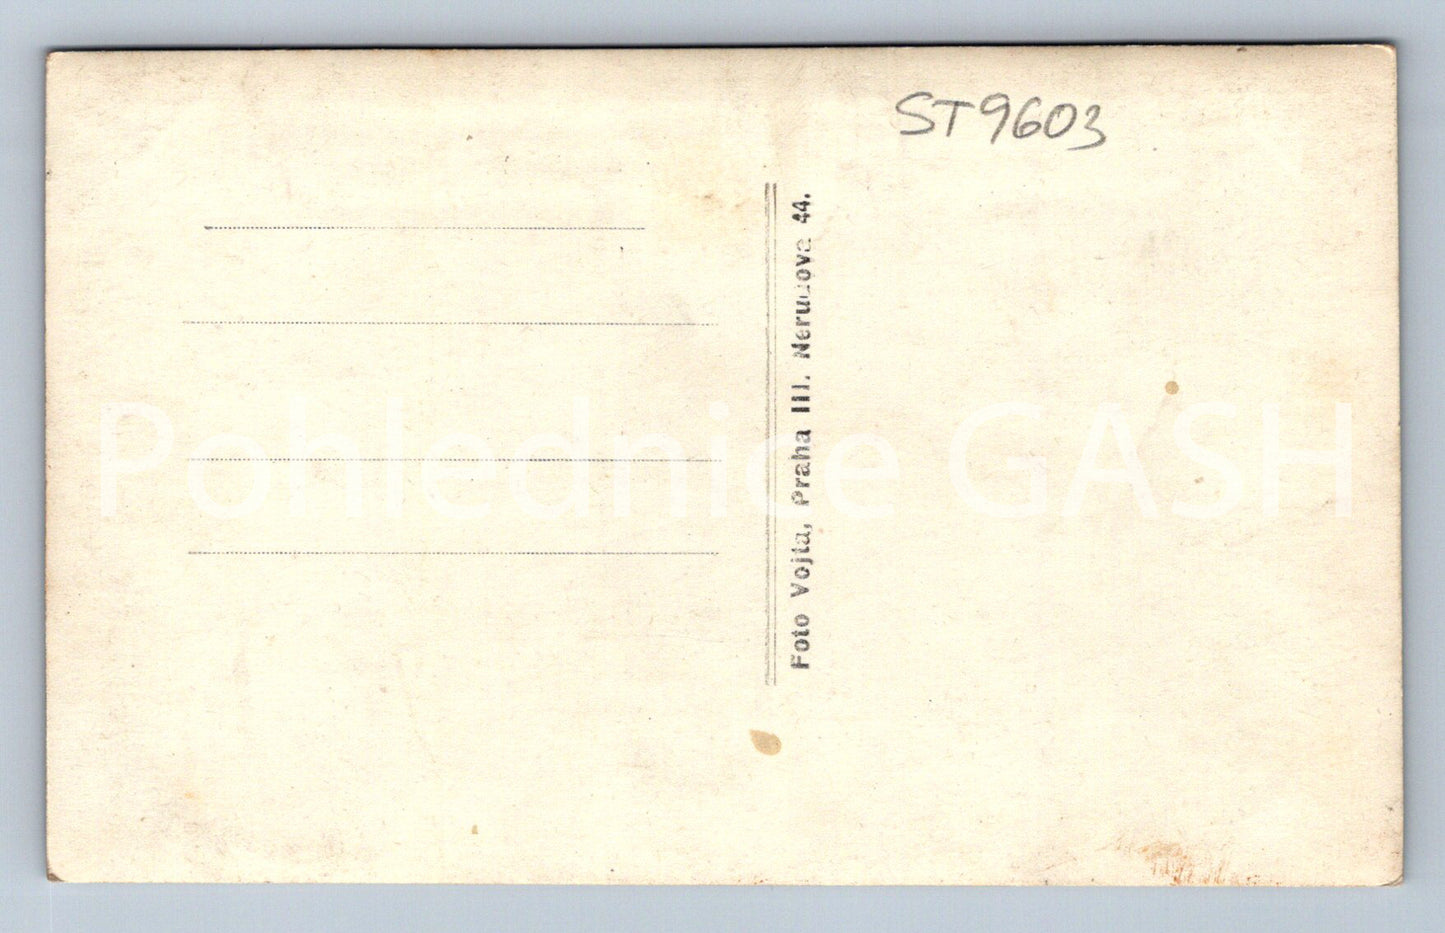 ST9603
Foto Vojta, Praha III. Nerudova 44.
Pohlednice GASH